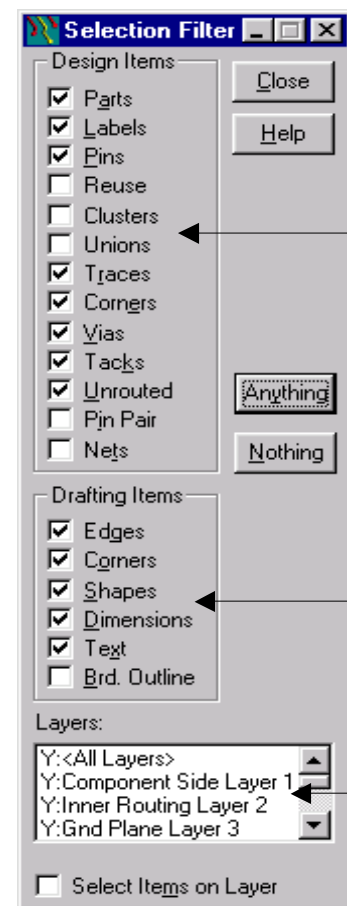 Selection Filter
Design Items
Close
Parts
Labels
Help
Pins
Reuse
Clusters
Unions
Traces
Corners
Vias
Tacks
Unrouted
Anything
Pin Pair
Nets
Nothing
Drafting Items
Edges
Corners
Shapes
Dimensions
Text
Brd. Outline
Layers:
Y:<All Layers>
Y:Component Side Layer 1
Y:Inner Routing Layer 2
Y:Gnd Plane Layer 3
Select Items on Layer